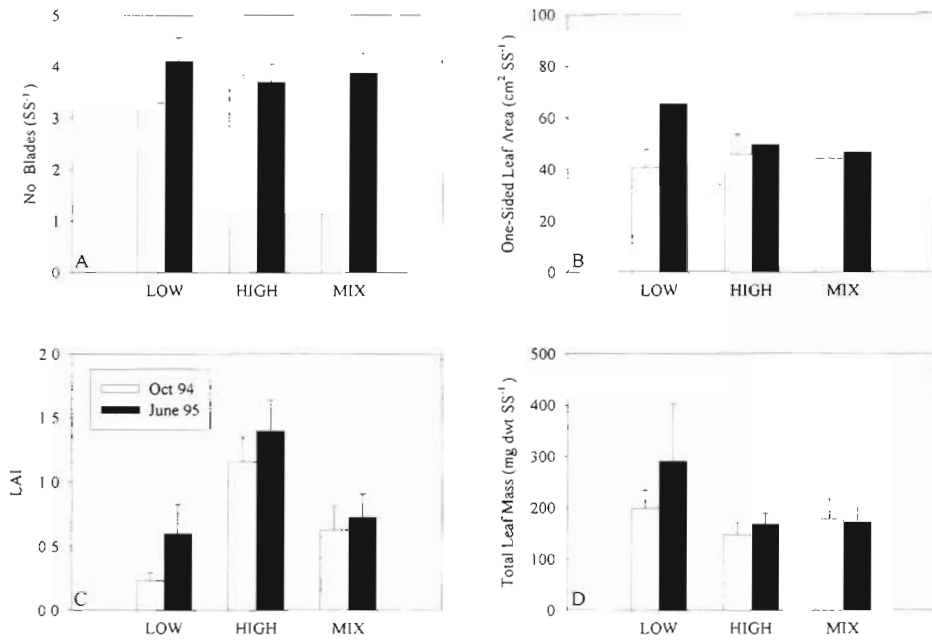 5
4
3
2
1
0
No Blades (SS⁻¹)
A
LOW HIGH MIX
100
80
60
40
20
0
One-Sided Leaf Area (cm² SS⁻¹)
B
LOW HIGH MIX
2 0
1 5
1 0
0 5
0 0
LAI
Oct 94
June 95
C
LOW HIGH MIX
500
400
300
200
100
0
Total Leaf Mass (mg dwt SS⁻¹)
D
LOW HIGH MIX